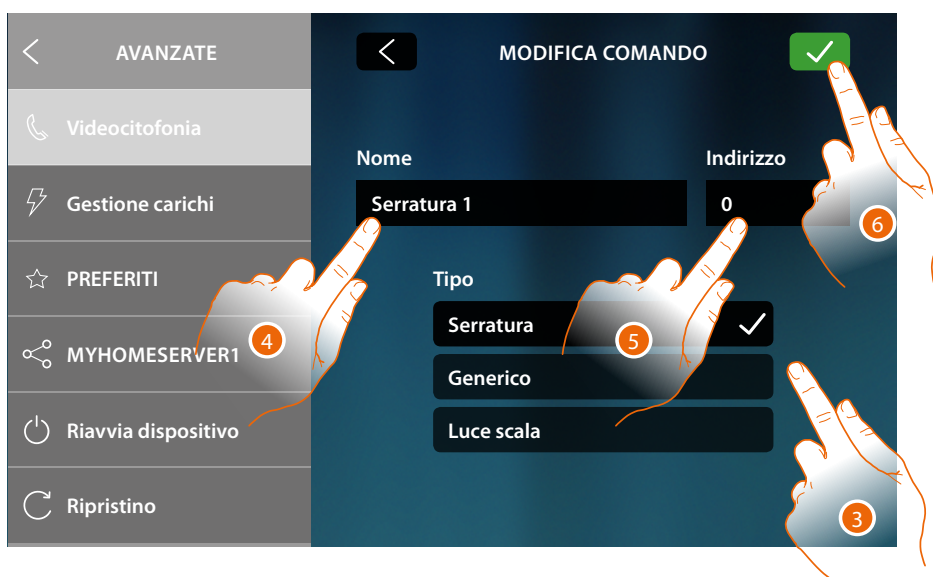 AVANZATE
MODIFICA COMANDO
Videocitofonia
Gestione carichi
PREFERITI
MYHOMESERVER1
Riavvia dispositivo
Ripristino
Nome
Indirizzo
Serratura 1
0
Tipo
Serratura
Generico
Luce scala
6
4
5
3